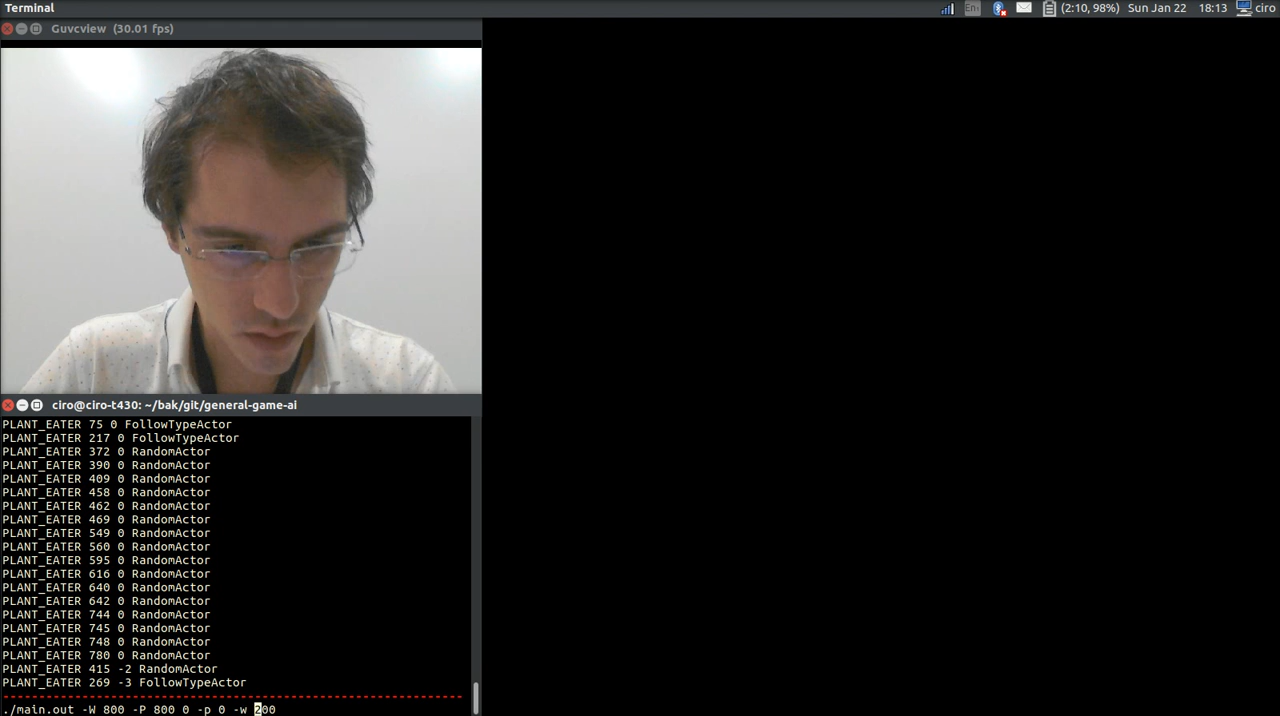 Terminal
En (2:10, 98%) Sun Jan 22 18:13 ciro
Guvcview (30.01 fps)
ciro@ciro-t430: ~/bak/git/general-game-ai
PLANT_EATER 75 0 FollowTypeActor
PLANT_EATER 217 0 FollowTypeActor
PLANT_EATER 372 0 RandomActor
PLANT_EATER 390 0 RandomActor
PLANT_EATER 409 0 RandomActor
PLANT_EATER 458 0 RandomActor
PLANT_EATER 462 0 RandomActor
PLANT_EATER 469 0 RandomActor
PLANT_EATER 549 0 RandomActor
PLANT_EATER 560 0 RandomActor
PLANT_EATER 595 0 RandomActor
PLANT_EATER 616 0 RandomActor
PLANT_EATER 640 0 RandomActor
PLANT_EATER 642 0 RandomActor
PLANT_EATER 744 0 RandomActor
PLANT_EATER 745 0 RandomActor
PLANT_EATER 748 0 RandomActor
PLANT_EATER 780 0 RandomActor
PLANT_EATER 415 -2 RandomActor
PLANT_EATER 269 -3 FollowTypeActor
./main.out -W 800 -P 800 0 -p 0 -w 200